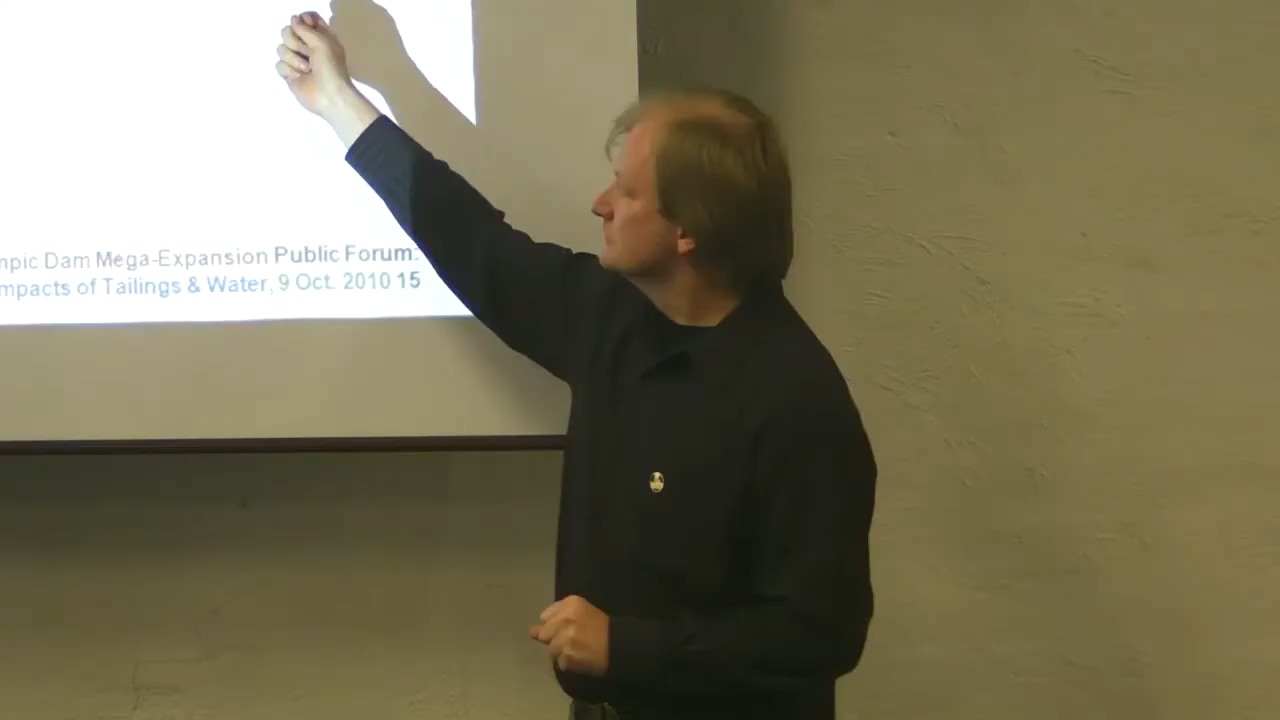 mpic Dam Mega-Expansion Public Forum:
mpacts of Tailings & Water, 9 Oct. 2010 15